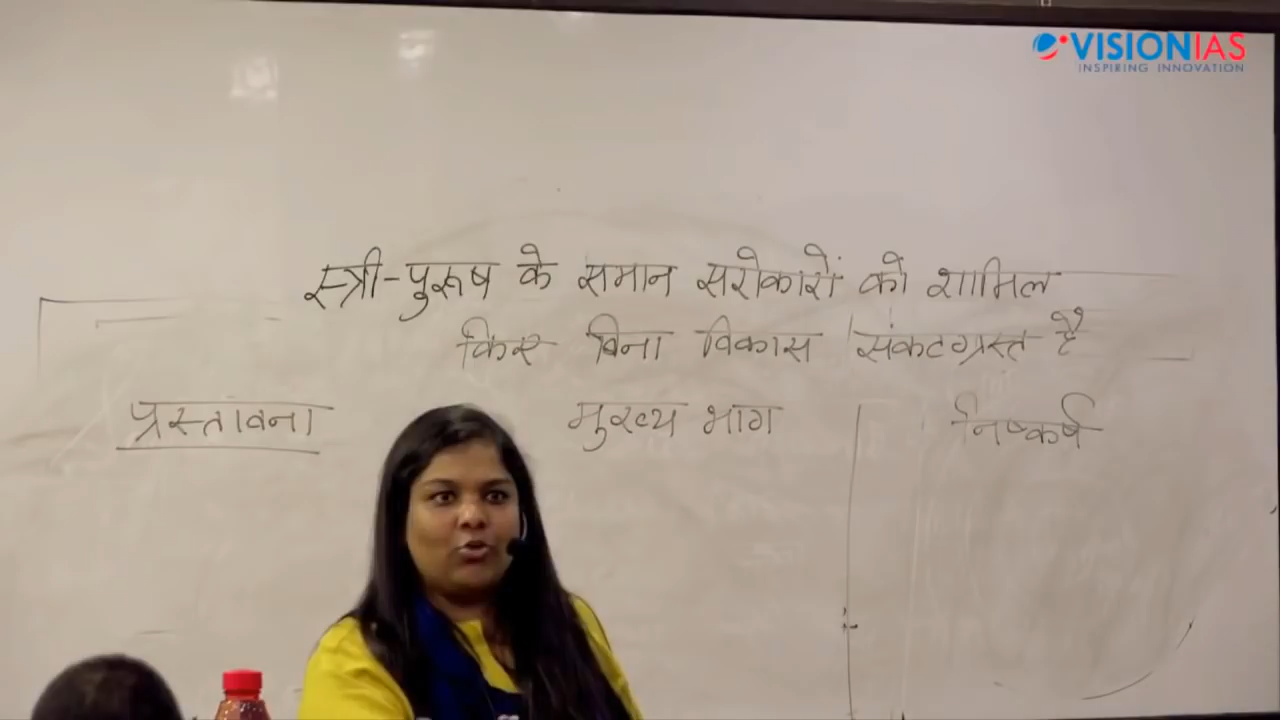 VISIONIAS
INSPIRING INNOVATION
स्त्री-पुरूष के समान सरोकारों को शामिल
किए बिना विकास संकटग्रस्त है
प्रस्तावना मुख्य भाग निष्कर्ष